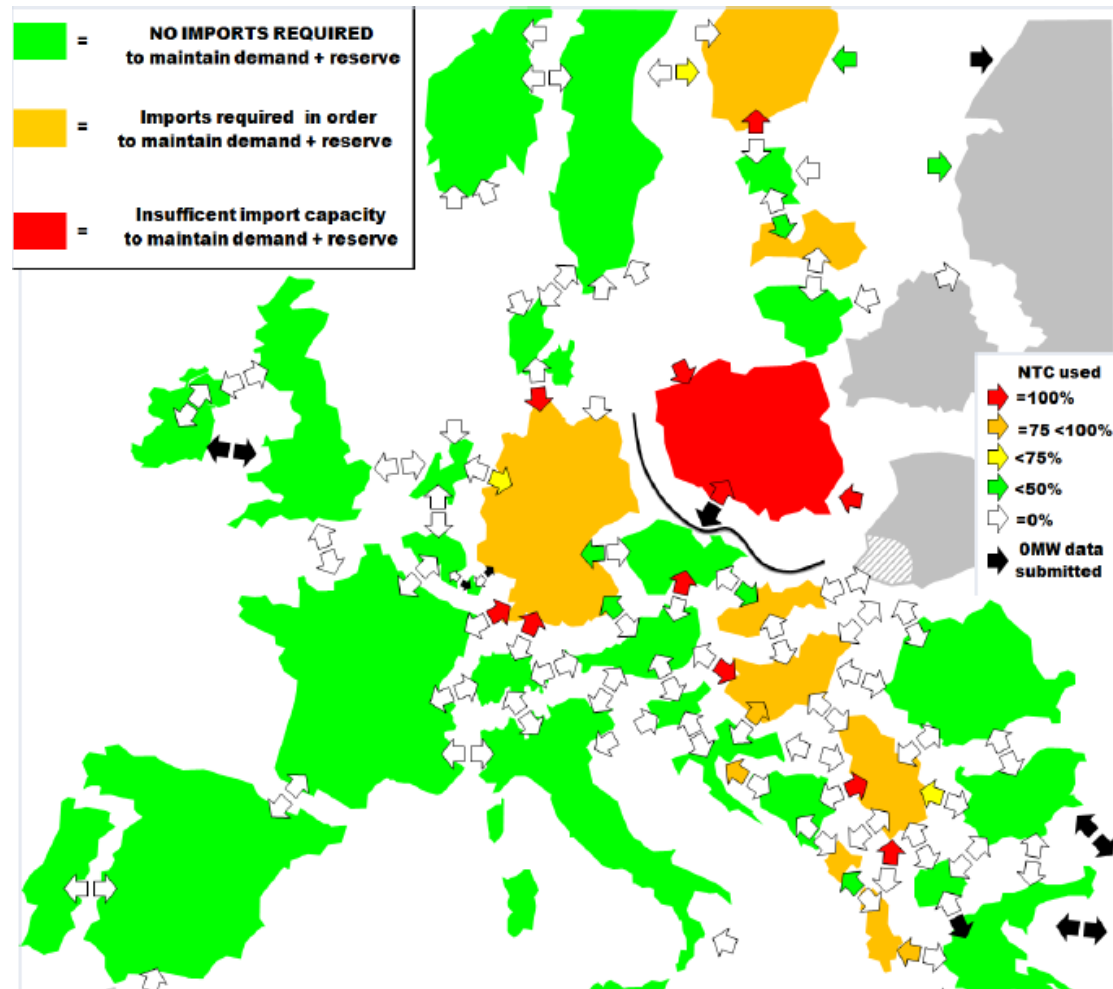 = NO IMPORTS REQUIRED
to maintain demand + reserve
= Imports required in order
to maintain demand + reserve
= Insufficent import capacity
to maintain demand + reserve
NTC used
=100%
=75 <100%
<75%
<50%
=0%
0MW data
submitted